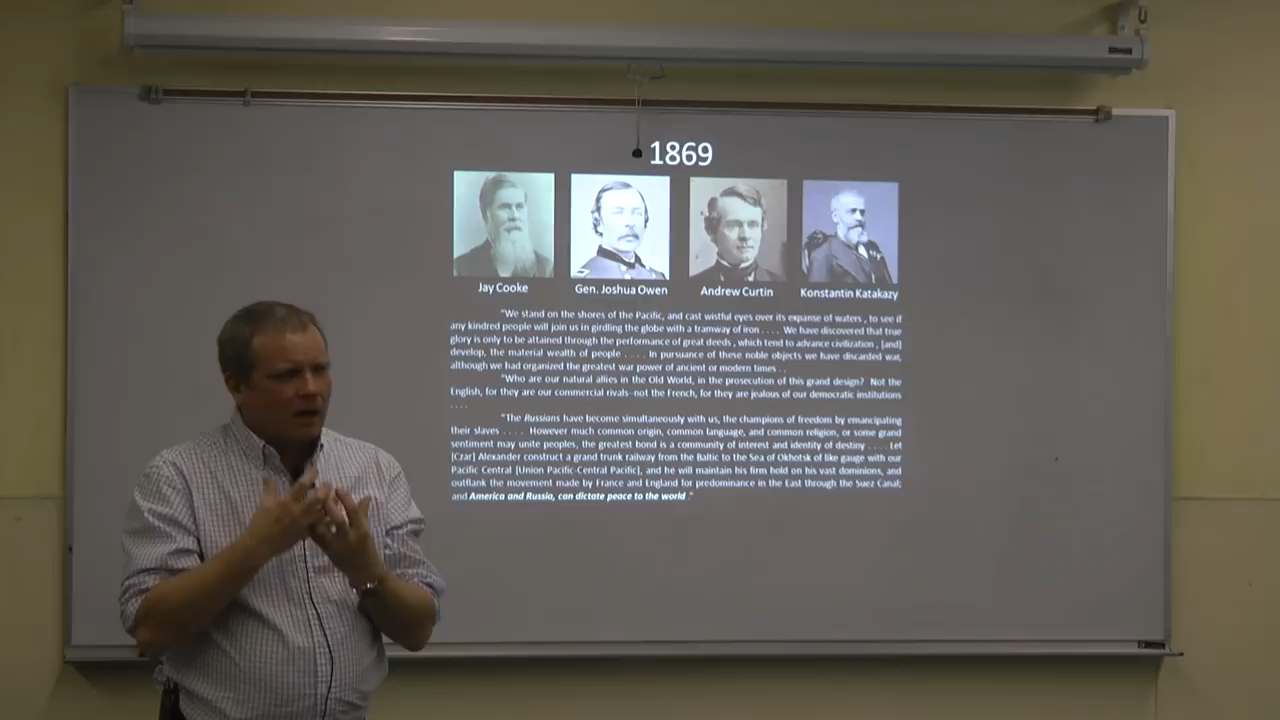 1869
Jay Cooke
Gen. Joshua Owen
Andrew Curtin
Konstantin Katakazy
"We stand on the shores of the Pacific, and cast wistful eyes over its expanse of waters , to see if
any kindred people will join us in girdling the globe with a tramway of iron . . . . We have discovered that true
glory is only to be attained through the performance of great deeds , which tend to advance civilization , [and]
develop, the material wealth of people . . . . In pursuance of these noble objects we have discarded war,
although we had organized the greatest war power of ancient or modern times . .
"Who are our natural allies in the Old World, in the prosecution of this grand design? Not the
English, for they are our commercial rivals--not the French, for they are jealous of our democratic institutions
. . . .
"The Russians have become simultaneously with us, the champions of freedom by emancipating
their slaves . . . . However much common origin, common language, and common religion, or some grand
sentiment may unite peoples, the greatest bond is a community of interest and identity of destiny . . . . Let
[Czar] Alexander construct a grand trunk railway from the Baltic to the Sea of Okhotsk of like gauge with our
Pacific Central [Union Pacific-Central Pacific], and he will maintain his firm hold on his vast dominions, and
outflank the movement made by France and England for predominance in the East through the Suez Canal;
and America and Russia, can dictate peace to the world ."